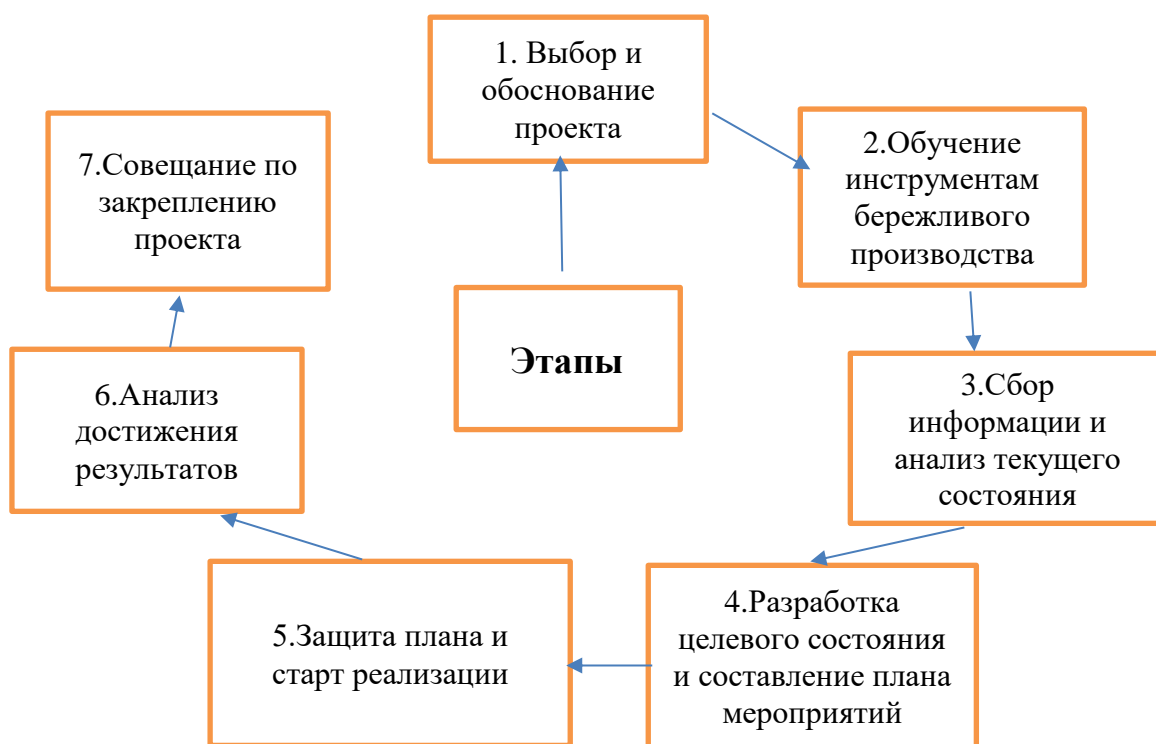 1. Выбор и
обоснование
проекта
2.Обучение
инструментам
бережливого
производства
3.Сбор
информации и
анализ текущего
состояния
4.Разработка
целевого состояния
и составление плана
мероприятий
5.Защита плана и
старт реализации
6.Анализ
достижения
результатов
7.Совещание по
закреплению
проекта
Этапы